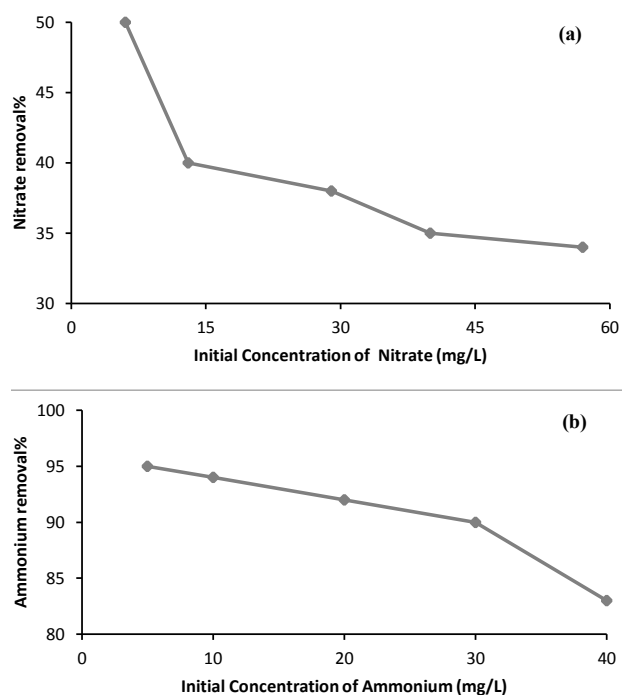 (a)
50
45
40
35
30
Nitrate removal%
0 15 30 45 60
Initial Concentration of Nitrate (mg/L)
(b)
100
95
90
85
80
Ammonium removal%
0 10 20 30 40
Initial Concentration of Ammonium (mg/L)